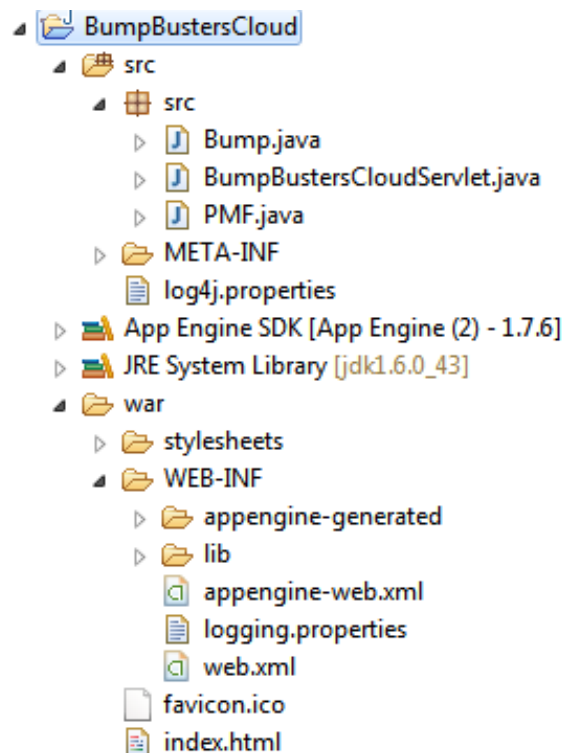 BumpBustersCloud
src
src
Bump.java
BumpBustersCloudServlet.java
PMF.java
META-INF
log4j.properties
App Engine SDK [App Engine (2) - 1.7.6]
JRE System Library [jdk1.6.0_43]
war
stylesheets
WEB-INF
appengine-generated
lib
appengine-web.xml
logging.properties
web.xml
favicon.ico
index.html